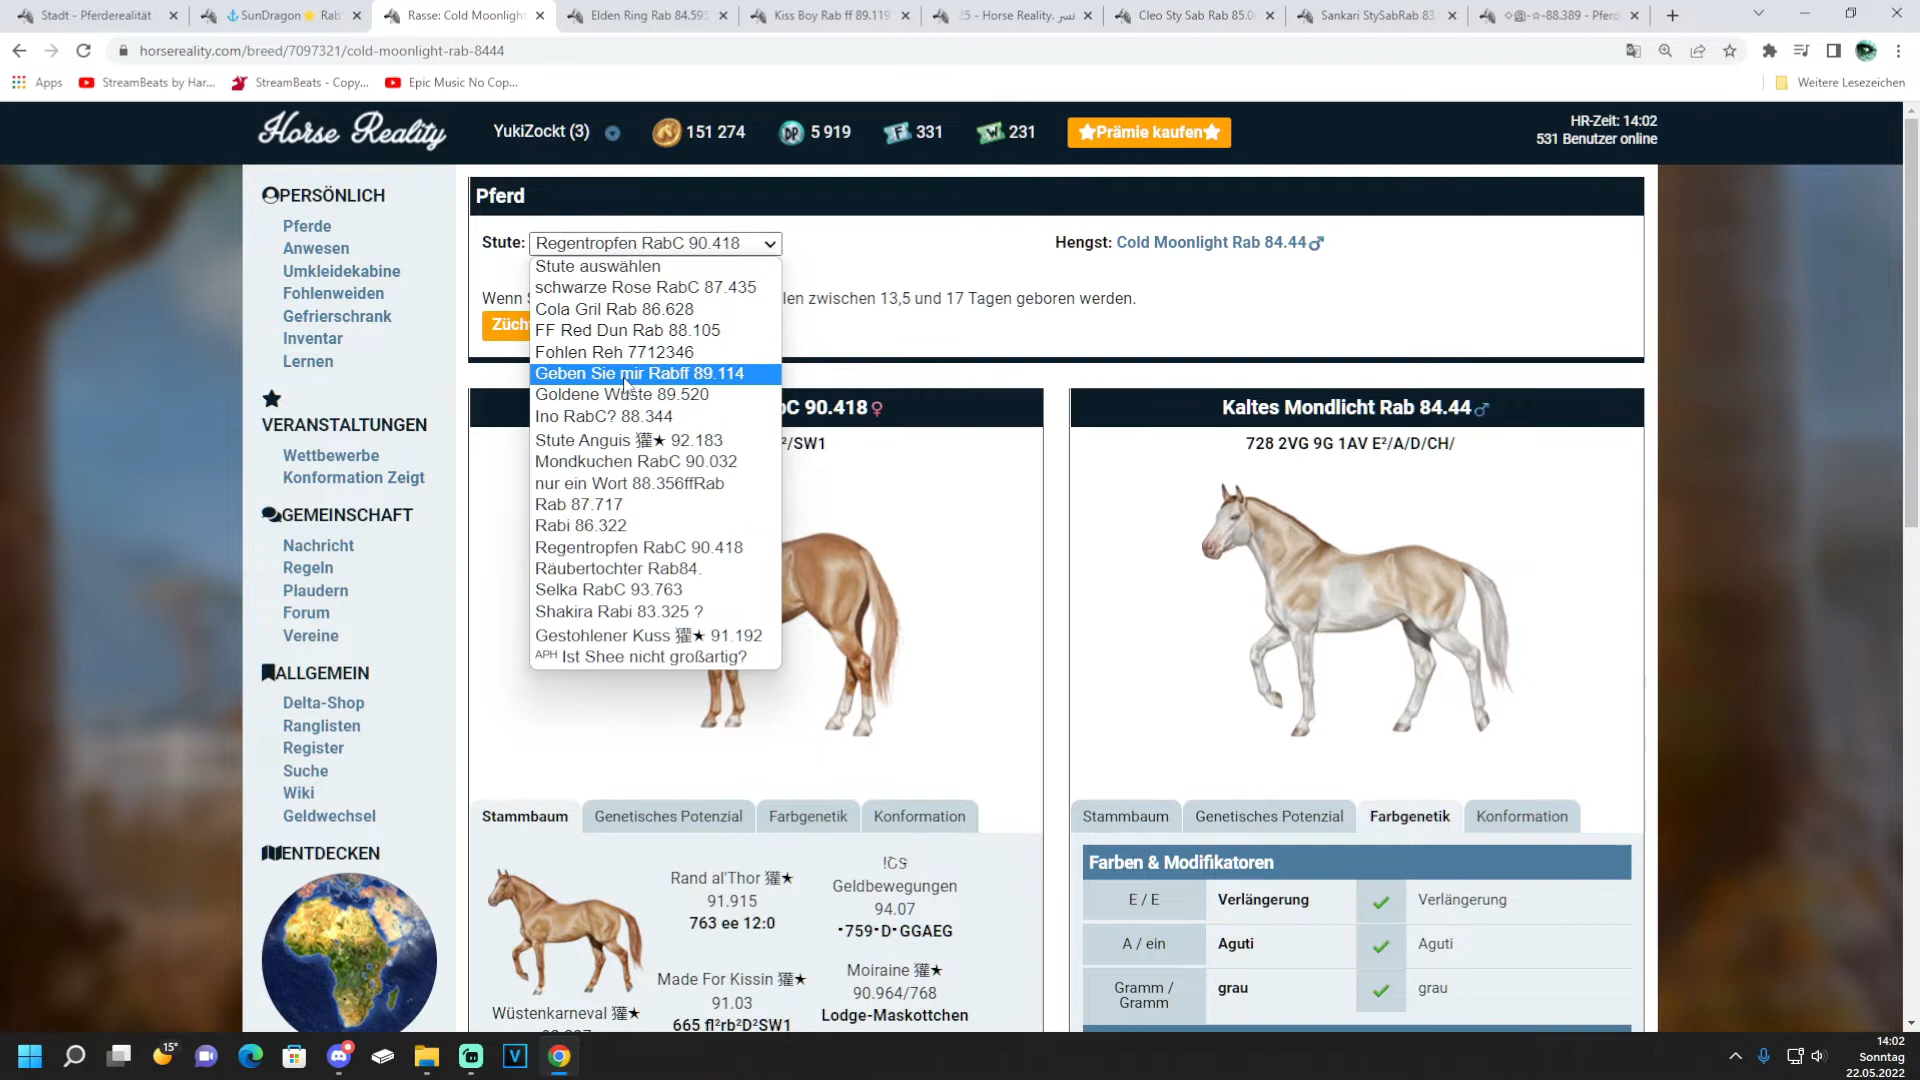 Stadt - Pferderealität
⚓SunDragon⭐ Rab
Rasse: Cold Moonlight
Elden Ring Rab 84.595
Kiss Boy Rab ff 89.119
نسر - Horse Reality. 25
Cleo Sty Sab Rab 85.0
Sankari StySabRab 83
-☆-88.389 - Pferd
horsereality.com/breed/7097321/cold-moonlight-rab-8444
Apps
StreamBeats by Har...
StreamBeats - Copy...
Epic Music No Cop...
Weitere Lesezeichen
Horse Reality
YukiZockt (3)
151 274
DP 5 919
F 331
W 231
★Prämie kaufen★
HR-Zeit: 14:02
531 Benutzer online
PERSÖNLICH
Pferde
Anwesen
Umkleidekabine
Fohlenweiden
Gefrierschrank
Inventar
Lernen
★
VERANSTALTUNGEN
Wettbewerbe
Konformation Zeigt
GEMEINSCHAFT
Nachricht
Regeln
Plaudern
Forum
Vereine
ALLGEMEIN
Delta-Shop
Ranglisten
Register
Suche
Wiki
Geldwechsel
ENTDECKEN
Pferd
Stute: Regentropfen RabC 90.418
Hengst: Cold Moonlight Rab 84.44♂
Stute auswählen
schwarze Rose RabC 87.435
Cola Gril Rab 86.628
FF Red Dun Rab 88.105
Fohlen Reh 7712346
Geben Sie mir Rabff 89.114
Goldene Wüste 89.520
Ino RabC? 88.344
Stute Anguis 獾★ 92.183
Mondkuchen RabC 90.032
nur ein Wort 88.356ffRab
Rab 87.717
Rabi 86.322
Regentropfen RabC 90.418
Räubertochter Rab84.
Selka RabC 93.763
Shakira Rabi 83.325 ?
Gestohlener Kuss 獾★ 91.192
ᴬᴾᴴ Ist Shee nicht großartig?
Wenn S
len zwischen 13,5 und 17 Tagen geboren werden.
Zücht
bC 90.418♀
²/SW1
Kaltes Mondlicht Rab 84.44♂
728 2VG 9G 1AV E²/A/D/CH/
Stammbaum
Genetisches Potenzial
Farbgenetik
Konformation
Wüstenkarneval 獾★
Rand al'Thor 獾★
91.915
763 ee 12:0
Made For Kissin 獾★
91.03
665 fl²rb²D²SW1
Geldbewegungen
94.07
▪759▪D▪GGAEG
Moiraine 獾★
90.964/768
Lodge-Maskottchen
Stammbaum
Genetisches Potenzial
Farbgenetik
Konformation
Farben & Modifikatoren
E / E
Verlängerung
Verlängerung
A / ein
Aguti
Aguti
Gramm /
Gramm
grau
grau
15°
14:02
Sonntag
22.05.2022